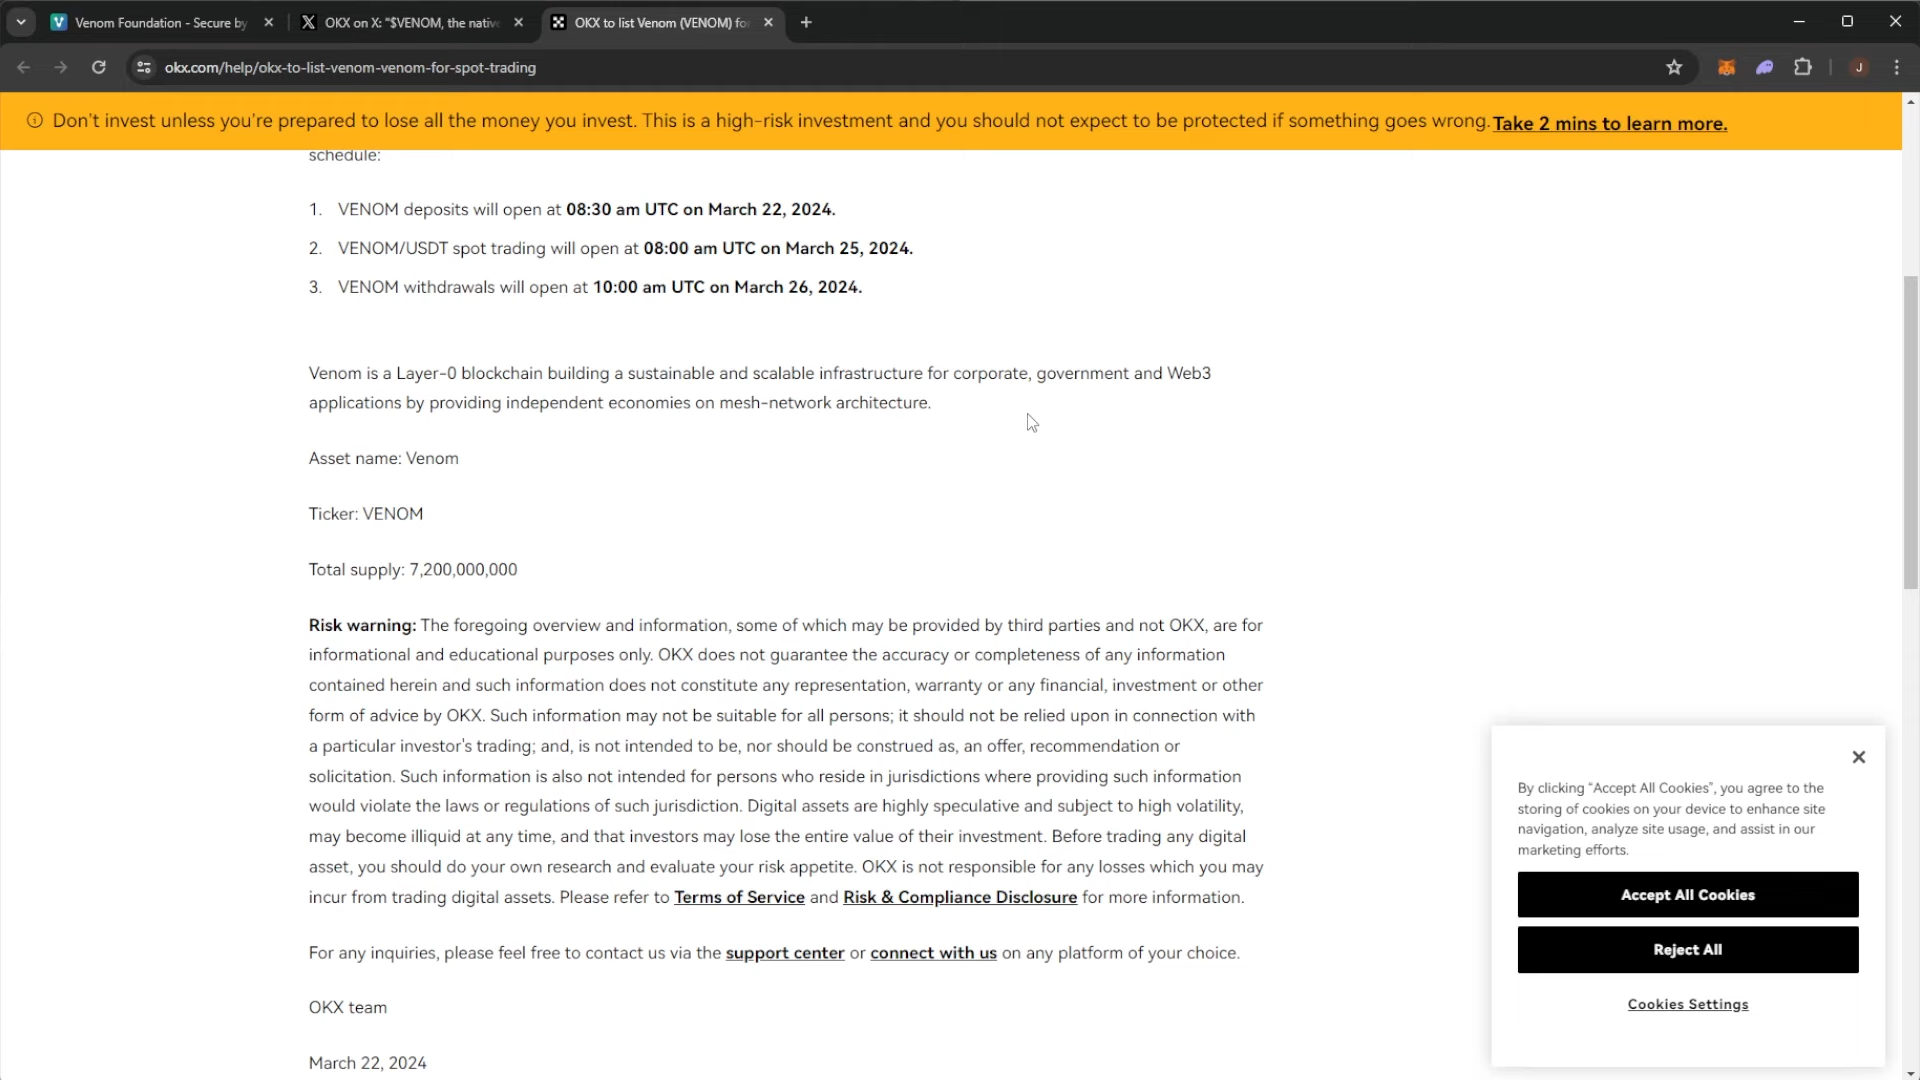 Venom Foundation - Secure by
OKX on X: "$VENOM, the nativ
OKX to list Venom (VENOM) fo
okx.com/help/okx-to-list-venom-venom-for-spot-trading
J
Don't invest unless you're prepared to lose all the money you invest. This is a high-risk investment and you should not expect to be protected if something goes wrong. Take 2 mins to learn more.
schedule:
1. VENOM deposits will open at 08:30 am UTC on March 22, 2024.
2. VENOM/USDT spot trading will open at 08:00 am UTC on March 25, 2024.
3. VENOM withdrawals will open at 10:00 am UTC on March 26, 2024.
Venom is a Layer-0 blockchain building a sustainable and scalable infrastructure for corporate, government and Web3
applications by providing independent economies on mesh-network architecture.
Asset name: Venom
Ticker: VENOM
Total supply: 7,200,000,000
Risk warning: The foregoing overview and information, some of which may be provided by third parties and not OKX, are for
informational and educational purposes only. OKX does not guarantee the accuracy or completeness of any information
contained herein and such information does not constitute any representation, warranty or any financial, investment or other
form of advice by OKX. Such information may not be suitable for all persons; it should not be relied upon in connection with
a particular investor's trading; and, is not intended to be, nor should be construed as, an offer, recommendation or
solicitation. Such information is also not intended for persons who reside in jurisdictions where providing such information
would violate the laws or regulations of such jurisdiction. Digital assets are highly speculative and subject to high volatility,
may become illiquid at any time, and that investors may lose the entire value of their investment. Before trading any digital
asset, you should do your own research and evaluate your risk appetite. OKX is not responsible for any losses which you may
incur from trading digital assets. Please refer to Terms of Service and Risk & Compliance Disclosure for more information.
For any inquiries, please feel free to contact us via the support center or connect with us on any platform of your choice.
OKX team
March 22, 2024
By clicking "Accept All Cookies", you agree to the
storing of cookies on your device to enhance site
navigation, analyze site usage, and assist in our
marketing efforts.
Accept All Cookies
Reject All
Cookies Settings